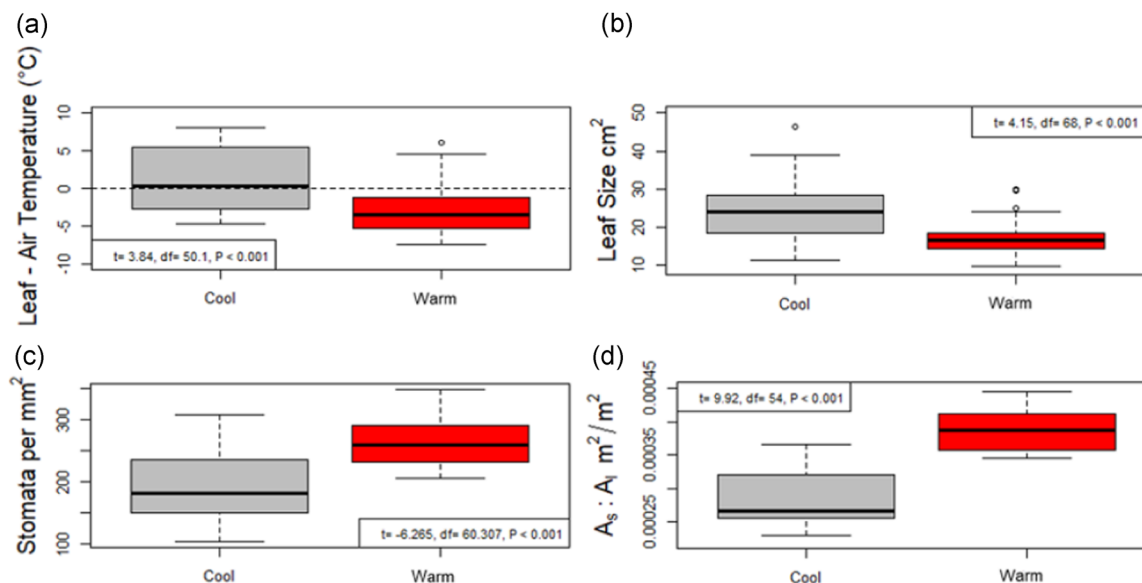 (a)
Leaf - Air Temperature (°C)
10
5
0
-5
-10
t= 3.84, df= 50.1, P < 0.001
Cool
Warm
(b)
Leaf Size cm²
50
40
30
20
10
t= 4.15, df= 68, P < 0.001
Cool
Warm
(c)
Stomata per mm²
300
200
100
t= -6.265, df= 60.307, P < 0.001
Cool
Warm
(d)
Aₛ : Aₗ m²/m²
0.00045
0.00035
0.00025
t= 9.92, df= 54, P < 0.001
Cool
Warm